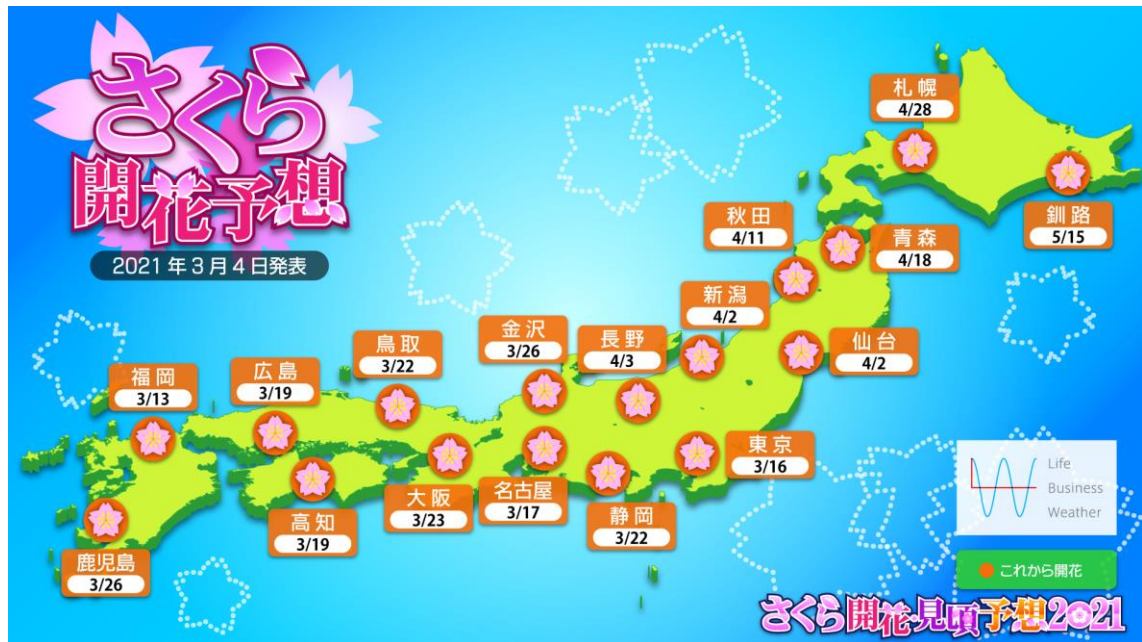 さくら
開花予想
2021年3月4日発表
札幌
4/28
釧路
5/15
秋田
4/11
青森
4/18
新潟
4/2
仙台
4/2
金沢
3/26
長野
4/3
鳥取
3/22
広島
3/19
福岡
3/13
東京
3/16
大阪
3/23
名古屋
3/17
静岡
3/22
高知
3/19
鹿児島
3/26
Life
Business
Weather
これから開花
さくら開花・見頃予想2021